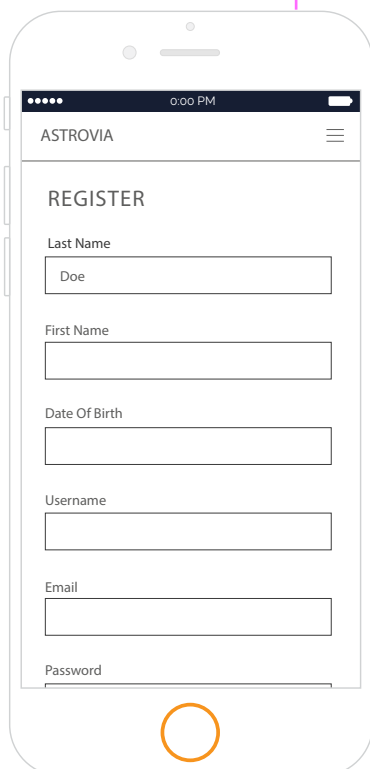 0:00 PM
ASTROVIA
REGISTER
Last Name
Doe
First Name
Date Of Birth
Username
Email
Password